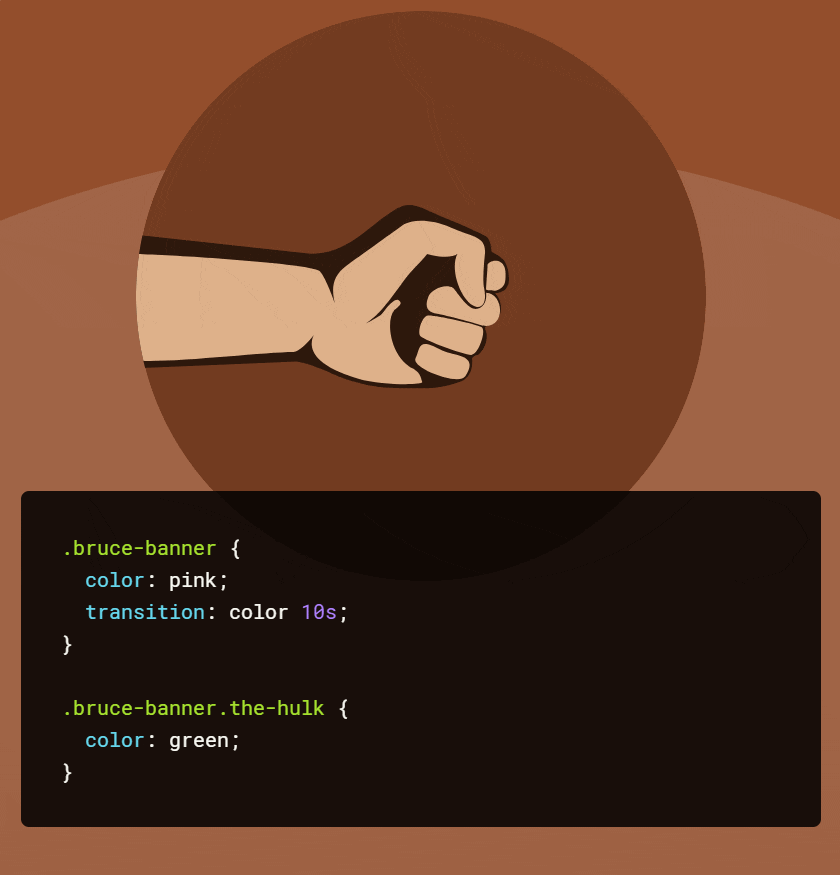 .bruce-banner {
  color: pink;
  transition: color 10s;
}
.bruce-banner.the-hulk {
  color: green;
}